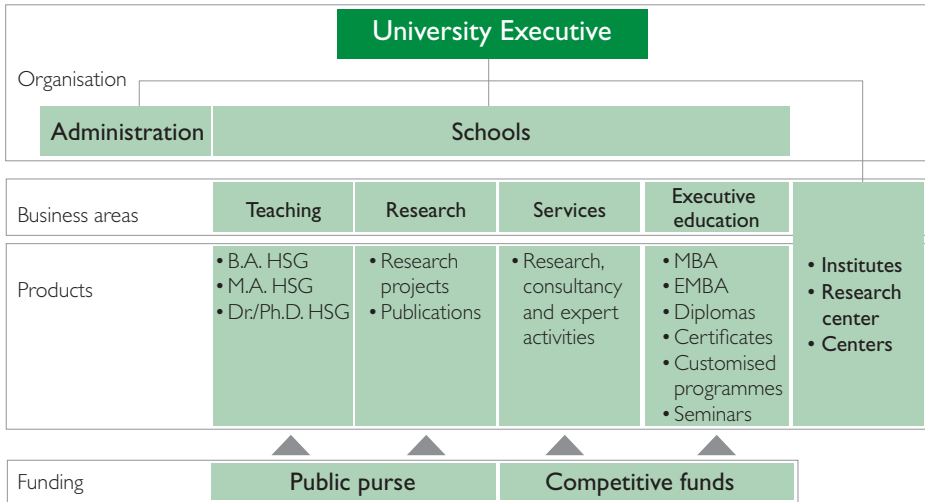 University Executive
Organisation
Administration
Schools
Business areas
Teaching
Research
Services
Executive
education
Products
• B.A. HSG
• M.A. HSG
• Dr./Ph.D. HSG
• Research
projects
• Publications
• Research,
consultancy
and expert
activities
• MBA
• EMBA
• Diplomas
• Certificates
• Customised
programmes
• Seminars
• Institutes
• Research
center
• Centers
Funding
Public purse
Competitive funds